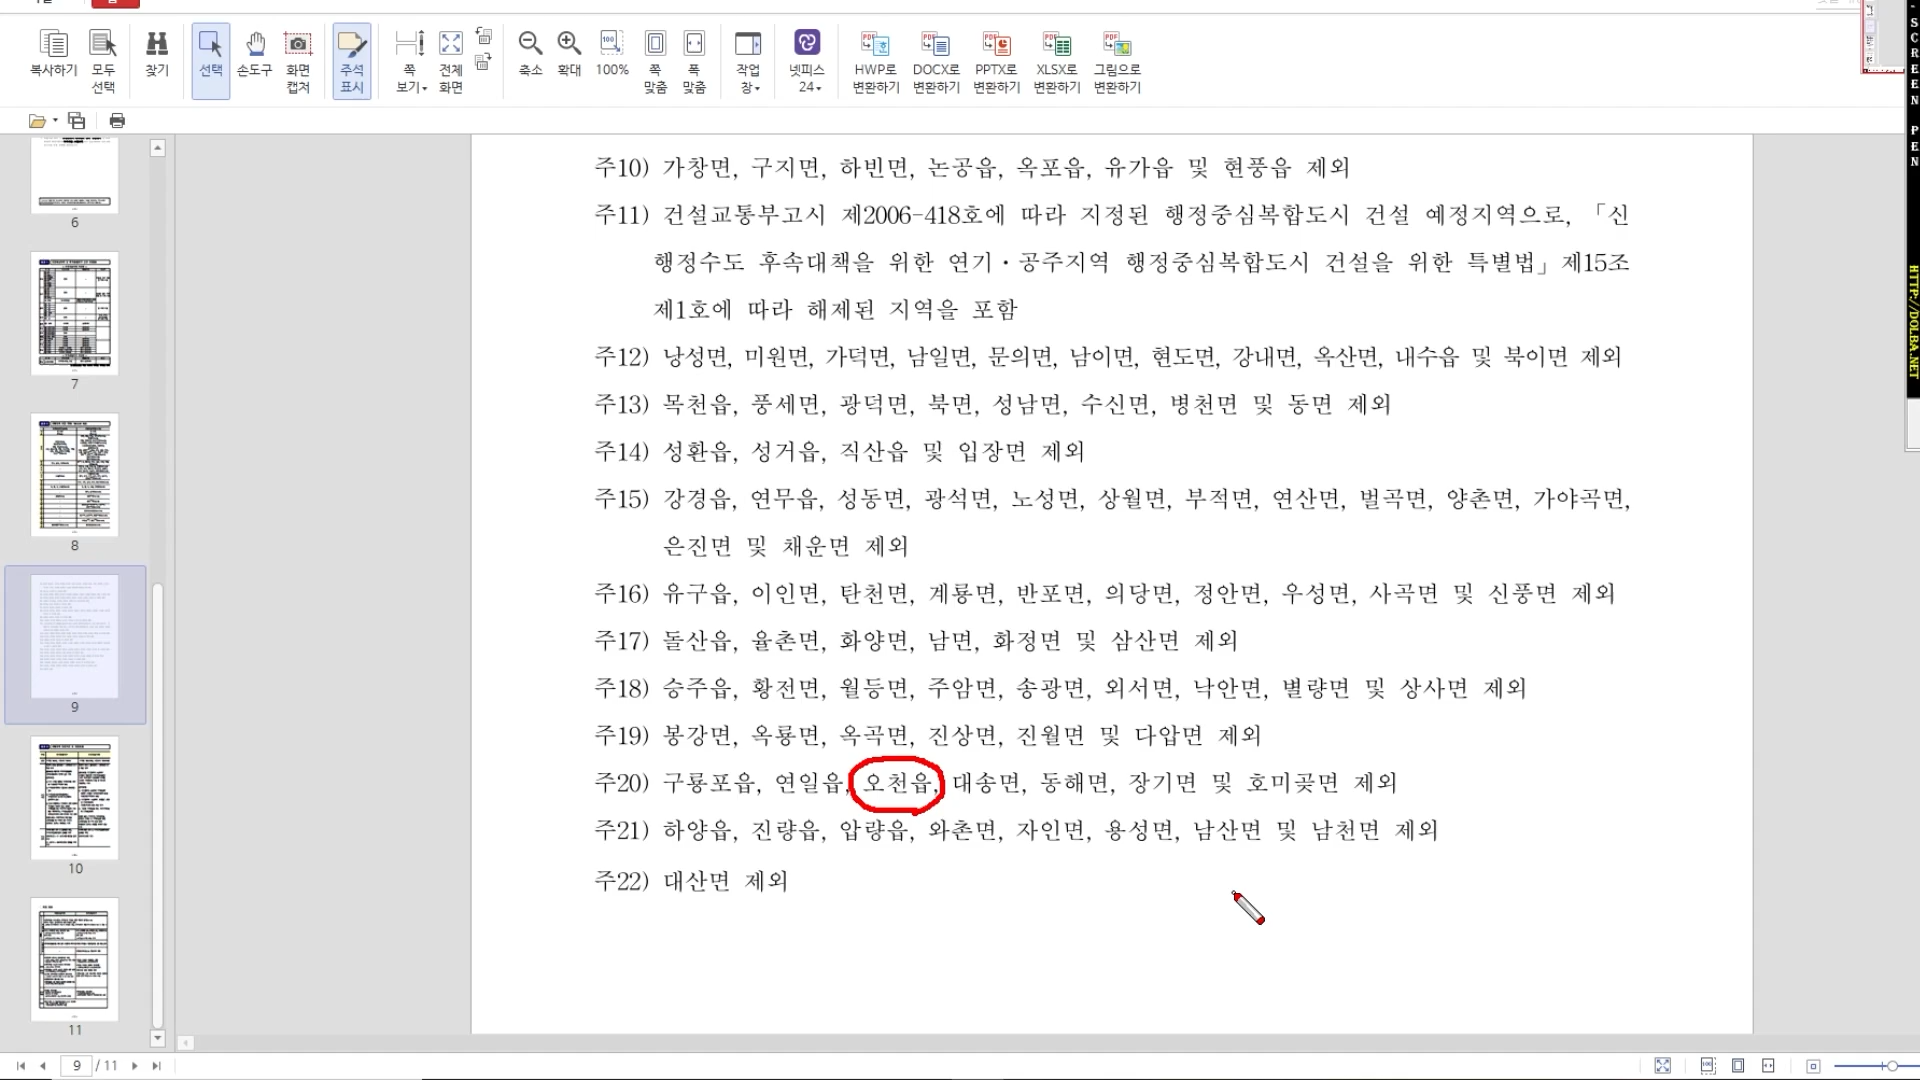 복사하기 모두 선택 찾기 선택 손도구 화면 캡처 주석 표시 쪽 보기 전체 화면 축소 확대 100% 쪽 맞춤 폭 맞춤 작업 창 넷피스 24 HWP로 변환하기 DOCX로 변환하기 PPTX로 변환하기 XLSX로 변환하기 그림으로 변환하기
주10) 가창면, 구지면, 하빈면, 논공읍, 옥포읍, 유가읍 및 현풍읍 제외
주11) 건설교통부고시 제2006-418호에 따라 지정된 행정중심복합도시 건설 예정지역으로, 「신
행정수도 후속대책을 위한 연기·공주지역 행정중심복합도시 건설을 위한 특별법」제15조
제1호에 따라 해제된 지역을 포함
주12) 낭성면, 미원면, 가덕면, 남일면, 문의면, 남이면, 현도면, 강내면, 옥산면, 내수읍 및 북이면 제외
주13) 목천읍, 풍세면, 광덕면, 북면, 성남면, 수신면, 병천면 및 동면 제외
주14) 성환읍, 성거읍, 직산읍 및 입장면 제외
주15) 강경읍, 연무읍, 성동면, 광석면, 노성면, 상월면, 부적면, 연산면, 벌곡면, 양촌면, 가야곡면,
은진면 및 채운면 제외
주16) 유구읍, 이인면, 탄천면, 계룡면, 반포면, 의당면, 정안면, 우성면, 사곡면 및 신풍면 제외
주17) 돌산읍, 율촌면, 화양면, 남면, 화정면 및 삼산면 제외
주18) 승주읍, 황전면, 월등면, 주암면, 송광면, 외서면, 낙안면, 별량면 및 상사면 제외
주19) 봉강면, 옥룡면, 옥곡면, 진상면, 진월면 및 다압면 제외
주20) 구룡포읍, 연일읍, 오천읍, 대송면, 동해면, 장기면 및 호미곶면 제외
주21) 하양읍, 진량읍, 압량읍, 와촌면, 자인면, 용성면, 남산면 및 남천면 제외
주22) 대산면 제외
6
7
8
9
10
11
9 / 11
- SCREEN PEN
HTTP://DOLBA.NET